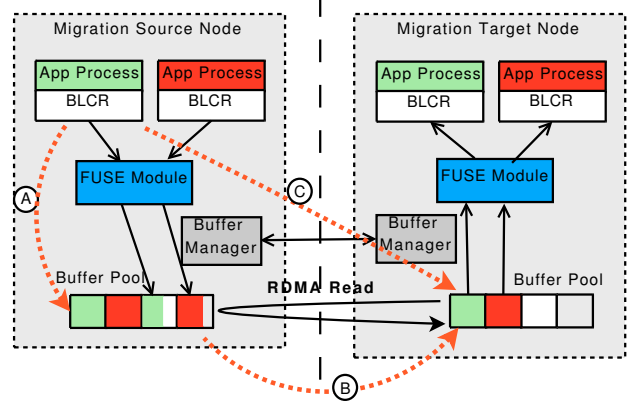 Migration Source Node
Migration Target Node
App Process
App Process
BLCR
BLCR
App Process
App Process
BLCR
BLCR
FUSE Module
FUSE Module
A
C
Buffer
Manager
Buffer
Manager
Buffer Pool
RDMA Read
Buffer Pool
B